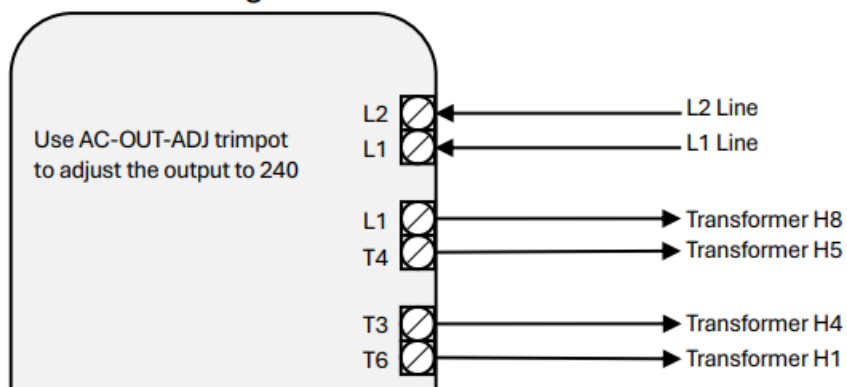 L2
L2 Line
Use AC-OUT-ADJ trimpot
to adjust the output to 240
L1
L1 Line
L1
Transformer H8
T4
Transformer H5
T3
Transformer H4
T6
Transformer H1